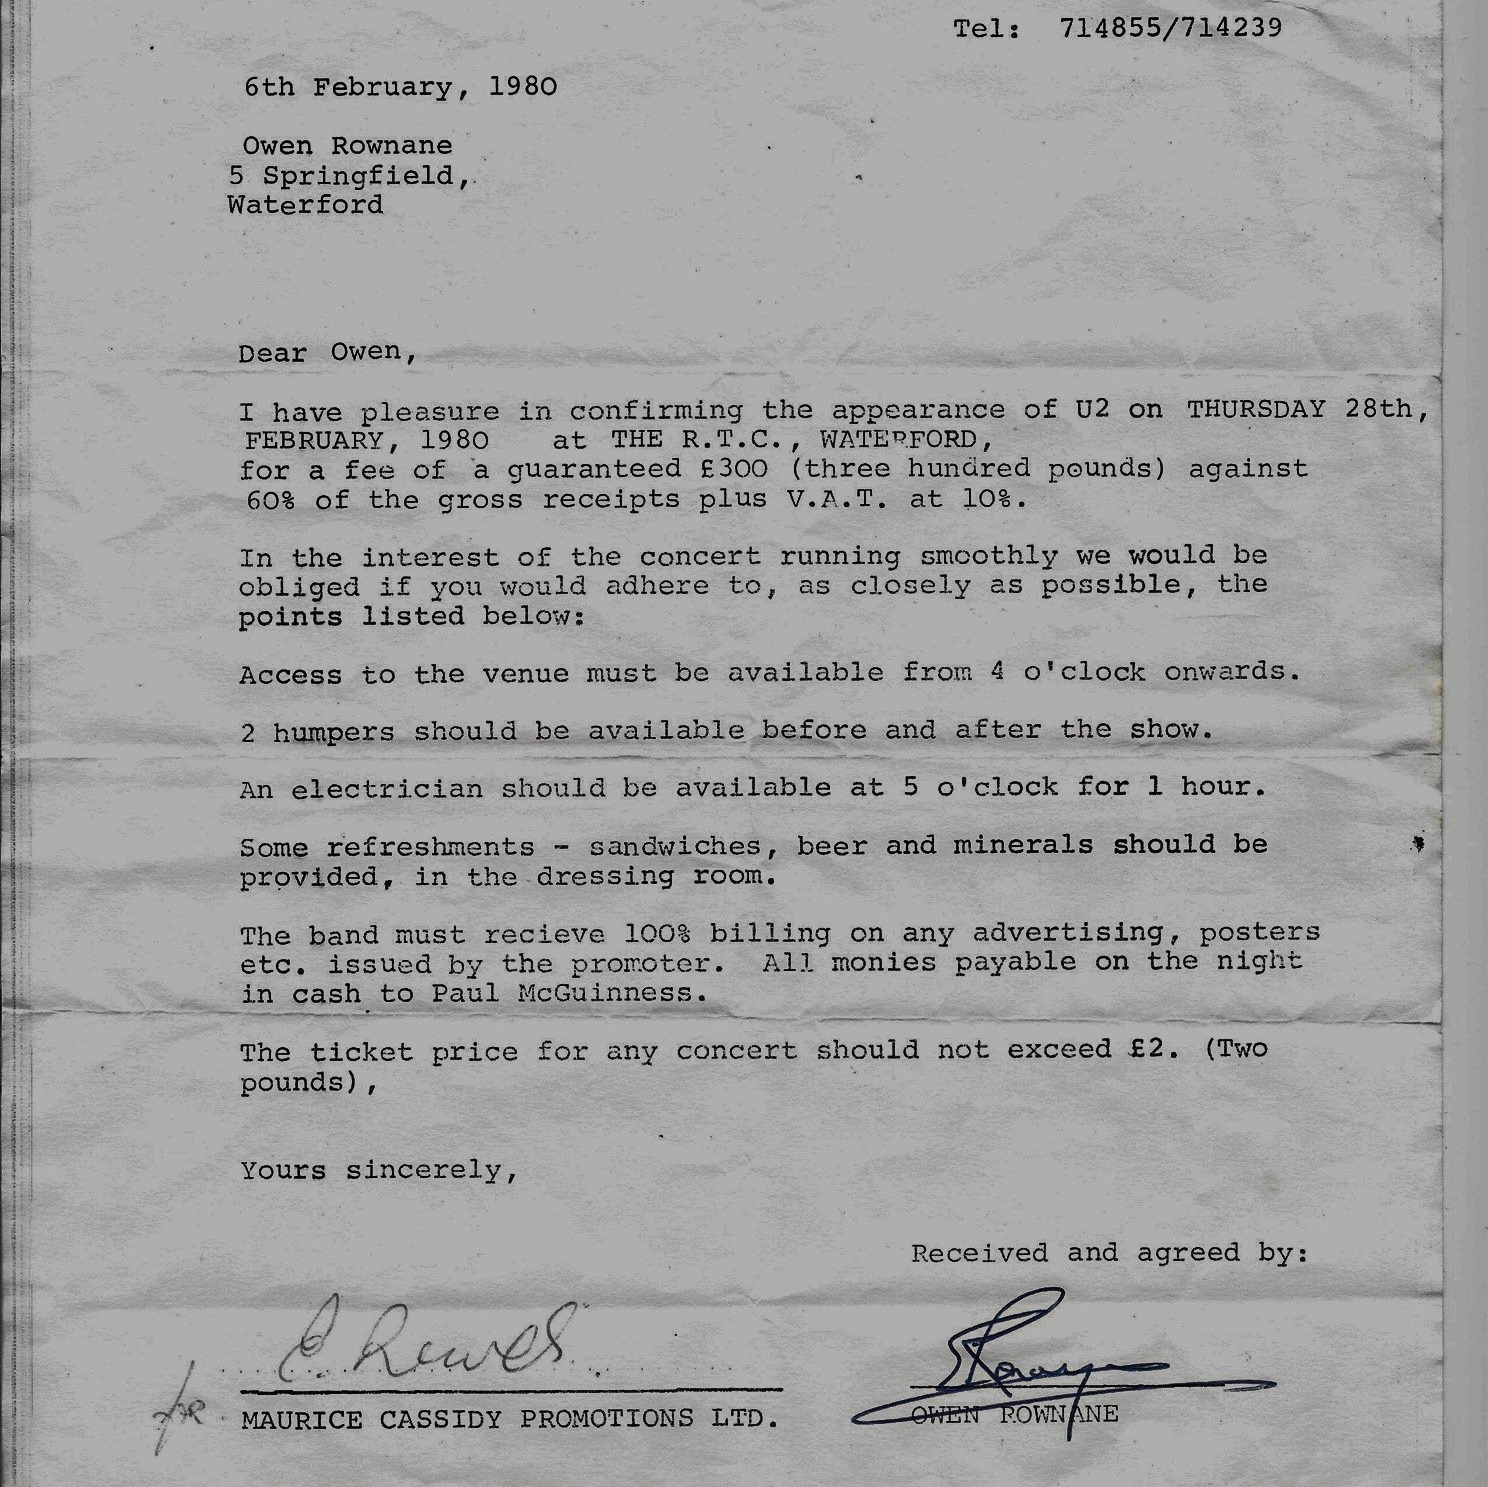 Tel: 714855/714239
6th February, 1980
Owen Rownane
5 Springfield,
Waterford
Dear Owen,
I have pleasure in confirming the appearance of U2 on THURSDAY 28th,
FEBRUARY, 1980 at THE R.T.C., WATERFORD,
for a fee of a guaranteed £300 (three hundred pounds) against
60% of the gross receipts plus V.A.T. at 10%.
In the interest of the concert running smoothly we would be
obliged if you would adhere to, as closely as possible, the
points listed below:
Access to the venue must be available from 4 o'clock onwards.
2 humpers should be available before and after the show.
An electrician should be available at 5 o'clock for 1 hour.
Some refreshments - sandwiches, beer and minerals should be
provided, in the dressing room.
The band must recieve 100% billing on any advertising, posters
etc. issued by the promoter. All monies payable on the night
in cash to Paul McGuinness.
The ticket price for any concert should not exceed £2. (Two
pounds),
Yours sincerely,
Received and agreed by:
MAURICE CASSIDY PROMOTIONS LTD.
OWEN ROWNANE